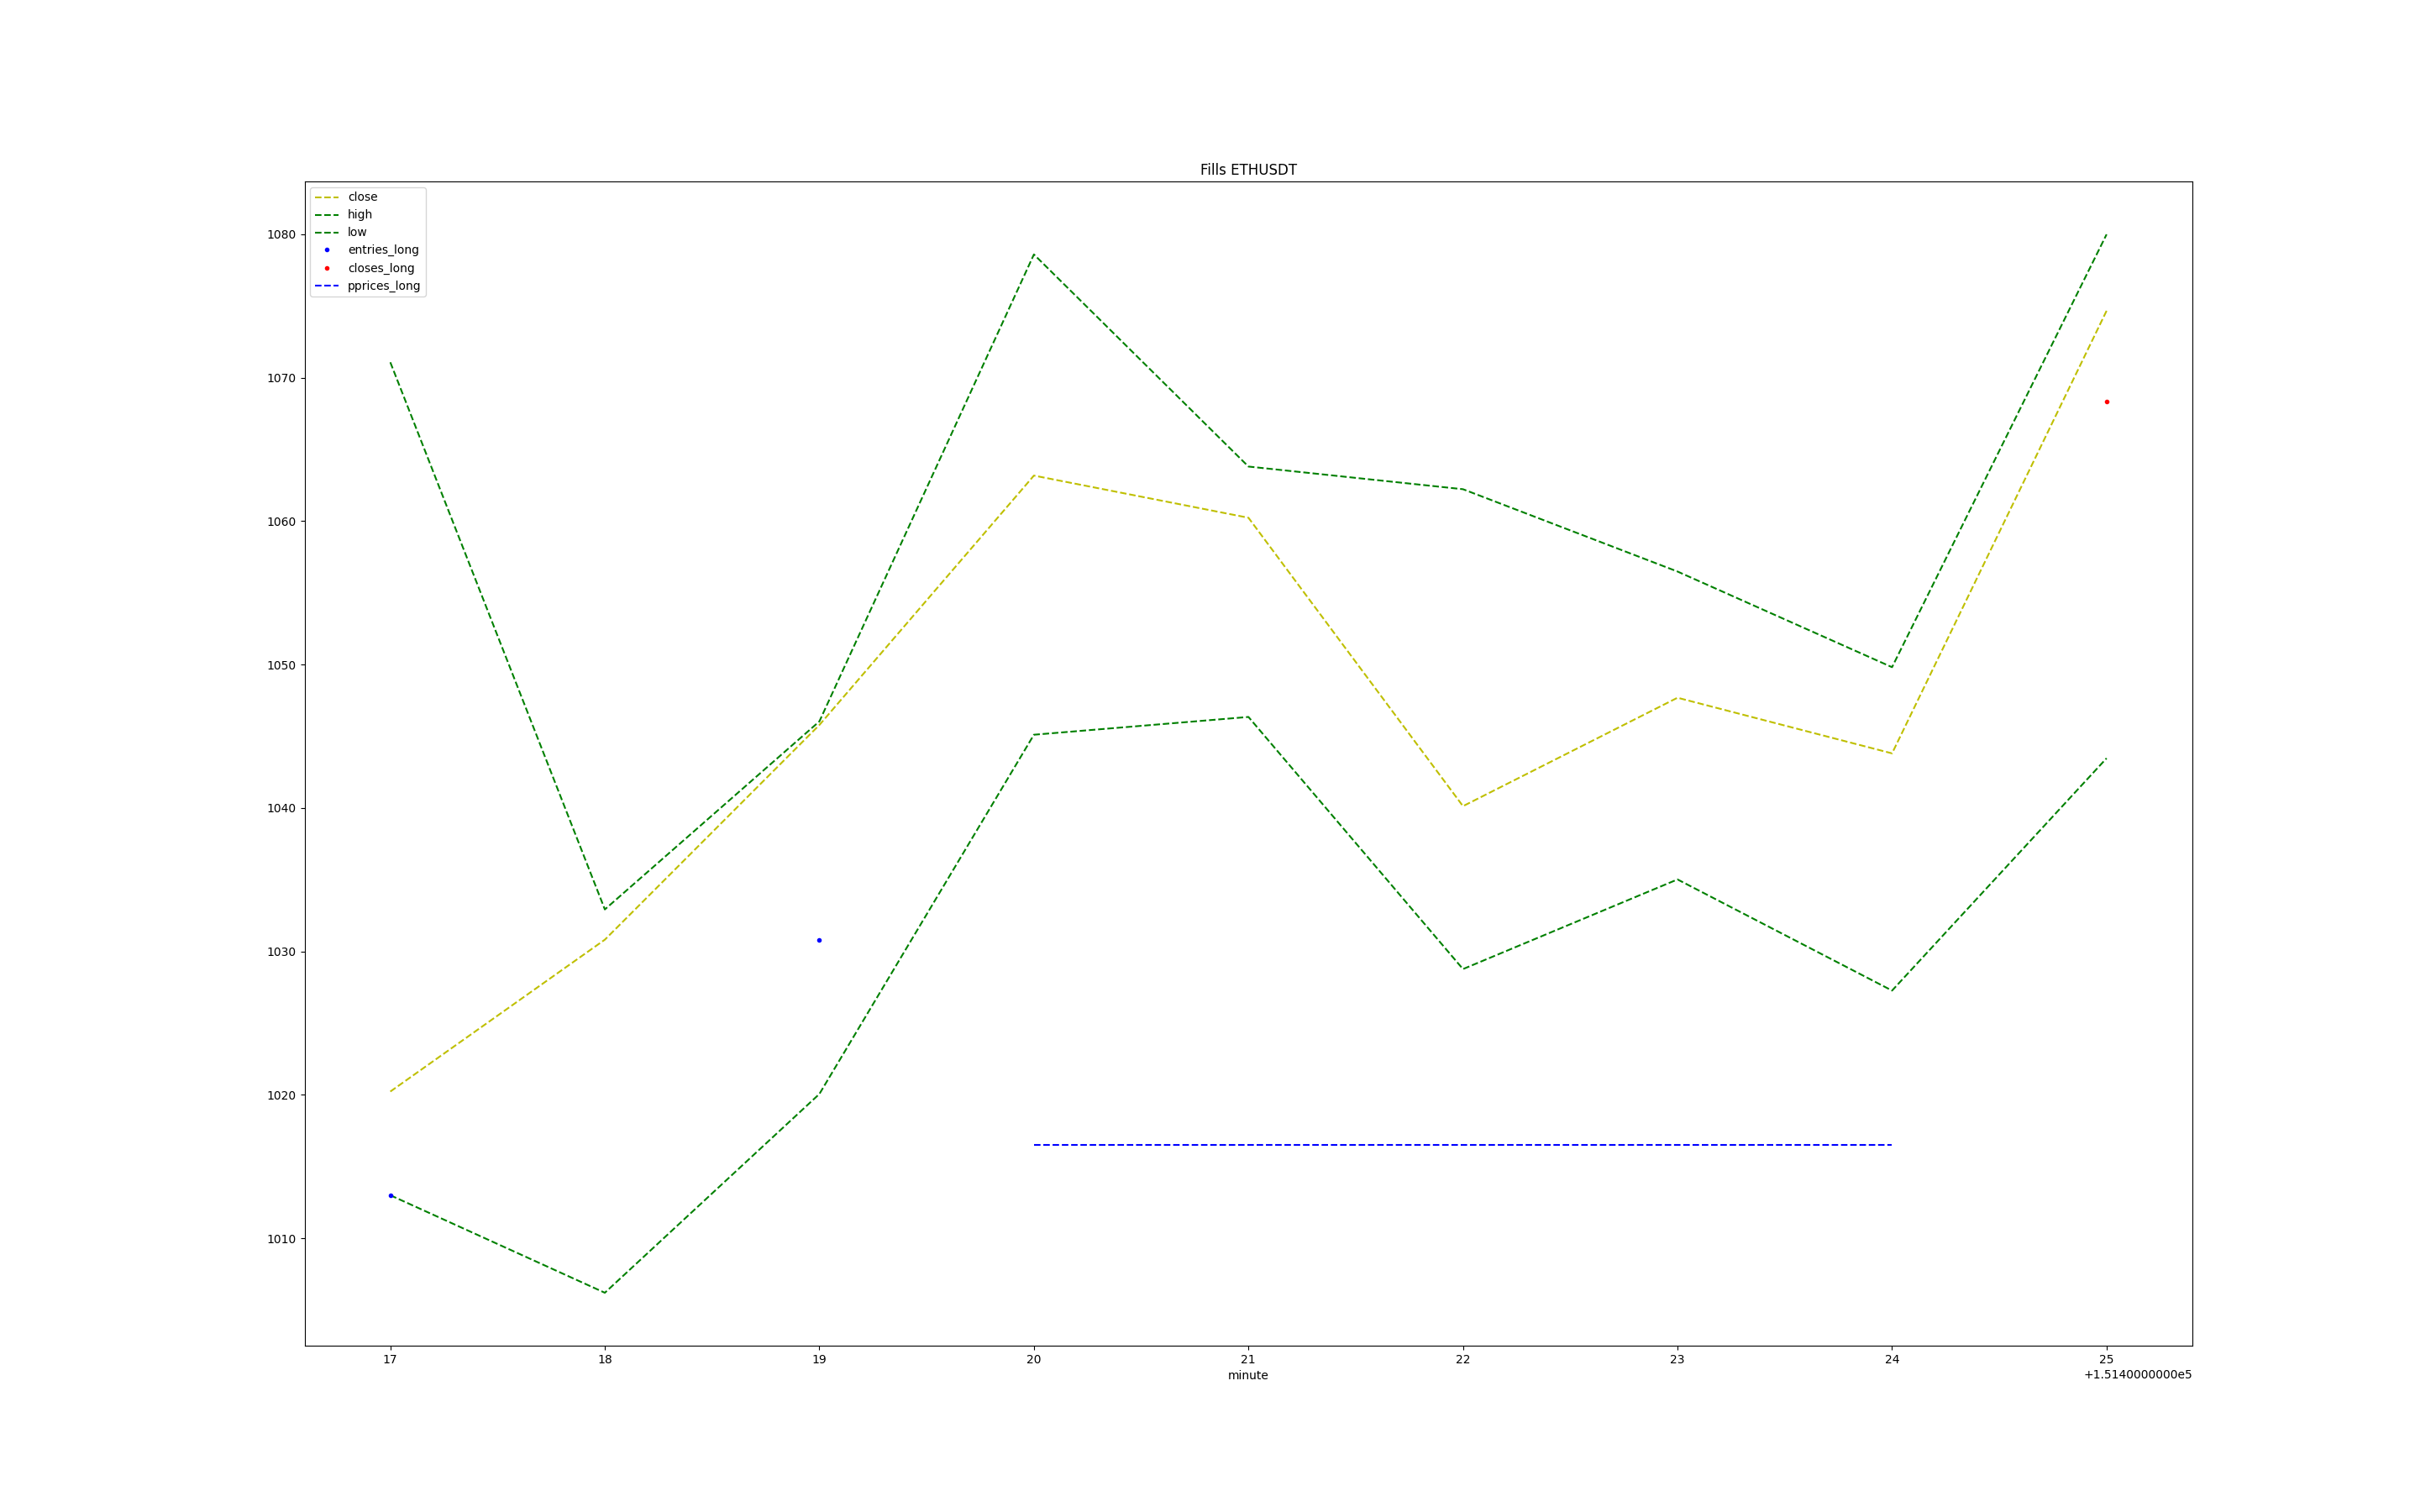 Fills ETHUSDT
close
high
low
entries_long
closes_long
pprices_long
1080
1070
1060
1050
1040
1030
1020
1010
17 18 19 20 21 22 23 24 25
minute
+1.5140000000e5